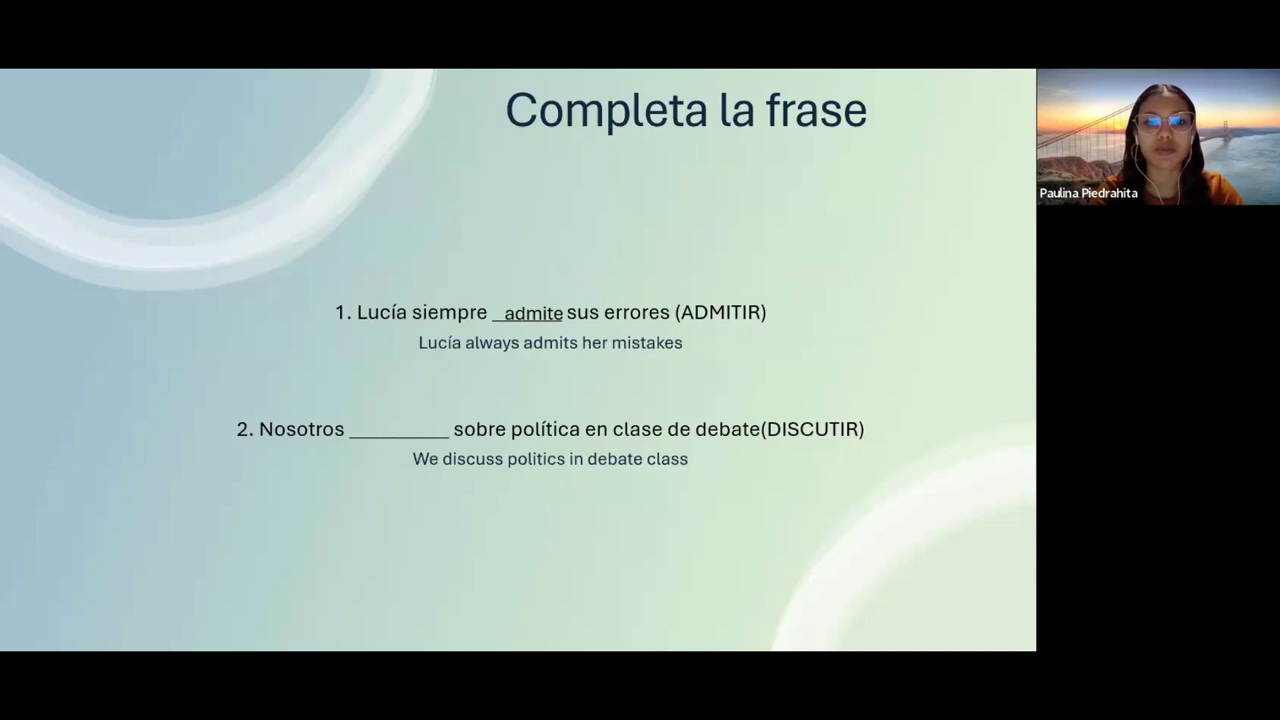 Completa la frase
Paulina Piedrahita
1. Lucía siempre _admite sus errores (ADMITIR)
Lucía always admits her mistakes
2. Nosotros __________ sobre política en clase de debate(DISCUTIR)
We discuss politics in debate class